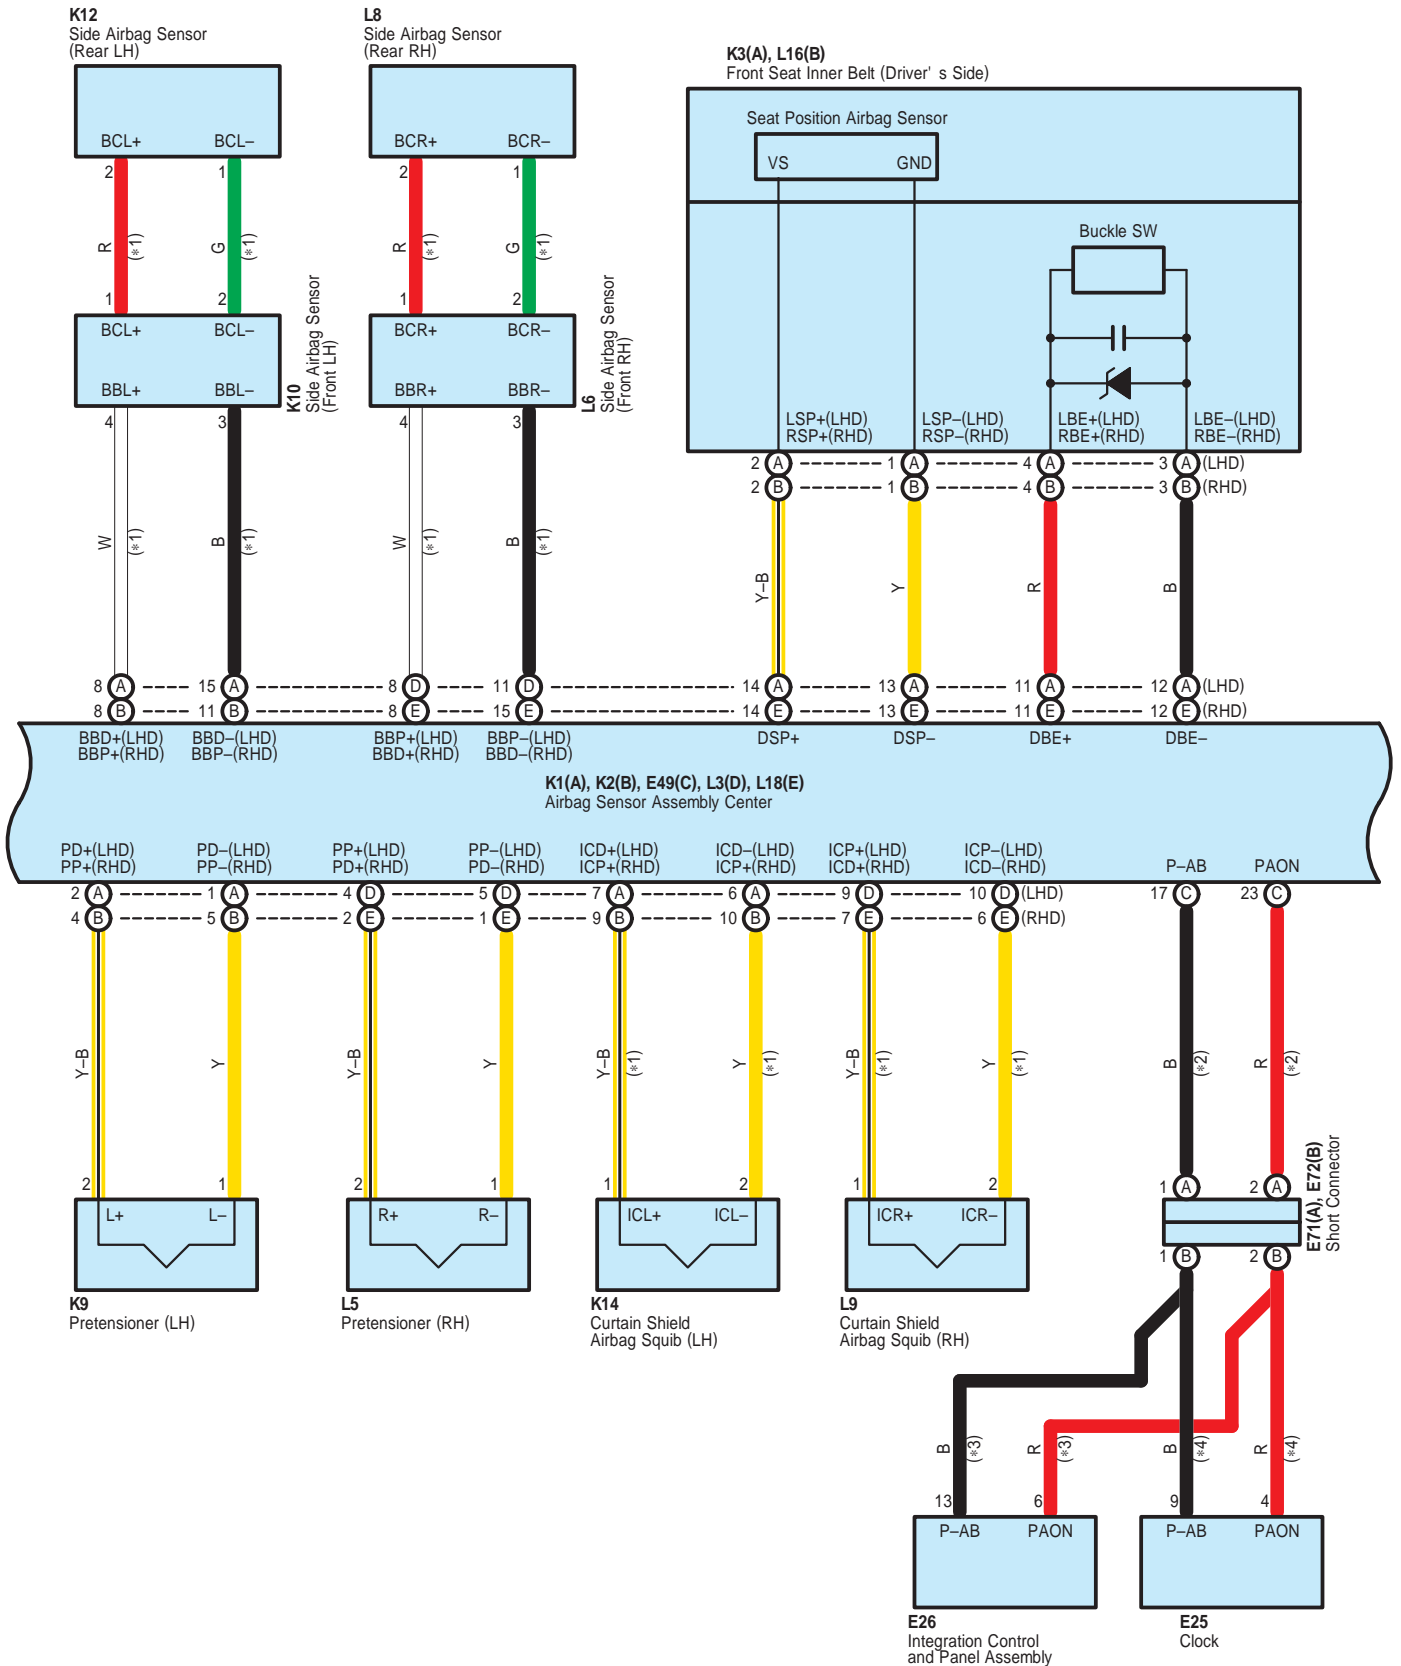 K12
Side Airbag Sensor
(Rear LH)
L8
Side Airbag Sensor
(Rear RH)
K3(A), L16(B)
Front Seat Inner Belt (Driver' s Side)
Seat Position Airbag Sensor
VS GND
Buckle SW
BCL+ BCL–
BCR+ BCR–
2 1
2 1
R (*1) G (*1)
R (*1) G (*1)
1 2
1 2
BCL+ BCL–
BBL+ BBL–
K10
Side Airbag Sensor
(Front LH)
BCR+ BCR–
BBR+ BBR–
L6
Side Airbag Sensor
(Front RH)
4 3
4 3
LSP+(LHD) LSP–(LHD) LBE+(LHD) LBE–(LHD)
RSP+(RHD) RSP–(RHD) RBE+(RHD) RBE–(RHD)
2 A 1 A 4 A 3 A (LHD)
2 B 1 B 4 B 3 B (RHD)
W (*1) B (*1) W (*1) B (*1)
Y–B Y R B
8 A 15 A 8 D 11 D 14 A 13 A 11 A 12 A (LHD)
8 B 11 B 8 E 15 E 14 E 13 E 11 E 12 E (RHD)
BBD+(LHD) BBD–(LHD) BBP+(LHD) BBP–(LHD) DSP+ DSP– DBE+ DBE–
BBP+(RHD) BBP–(RHD) BBD+(RHD) BBD–(RHD)
K1(A), K2(B), E49(C), L3(D), L18(E)
Airbag Sensor Assembly Center
PD+(LHD) PD–(LHD) PP+(LHD) PP–(LHD) ICD+(LHD) ICD–(LHD) ICP+(LHD) ICP–(LHD)
PP+(RHD) PP–(RHD) PD+(RHD) PD–(RHD) ICP+(RHD) ICP+(RHD) ICD+(RHD) ICD–(RHD) P–AB PAON
2 A 1 A 4 D 5 D 7 A 6 A 9 D 10 D (LHD) 17 C 23 C
4 B 5 B 2 E 1 E 9 B 10 B 7 E 6 E (RHD)
Y–B Y Y–B Y Y–B (*1) Y (*1) Y–B (*1) Y (*1) B (*2) R (*2)
2 1 2 1 1 2 1 2 1 A 2 A
L+ L– R+ R– ICL+ ICL– ICR+ ICR–
E71(A), E72(B)
Short Connector
1 B 2 B
K9
Pretensioner (LH)
L5
Pretensioner (RH)
K14
Curtain Shield
Airbag Squib (LH)
L9
Curtain Shield
Airbag Squib (RH)
B (*3) R (*3) B (*4) R (*4)
13 6 9 4
P–AB PAON P–AB PAON
E26
Integration Control
and Panel Assembly
E25
Clock